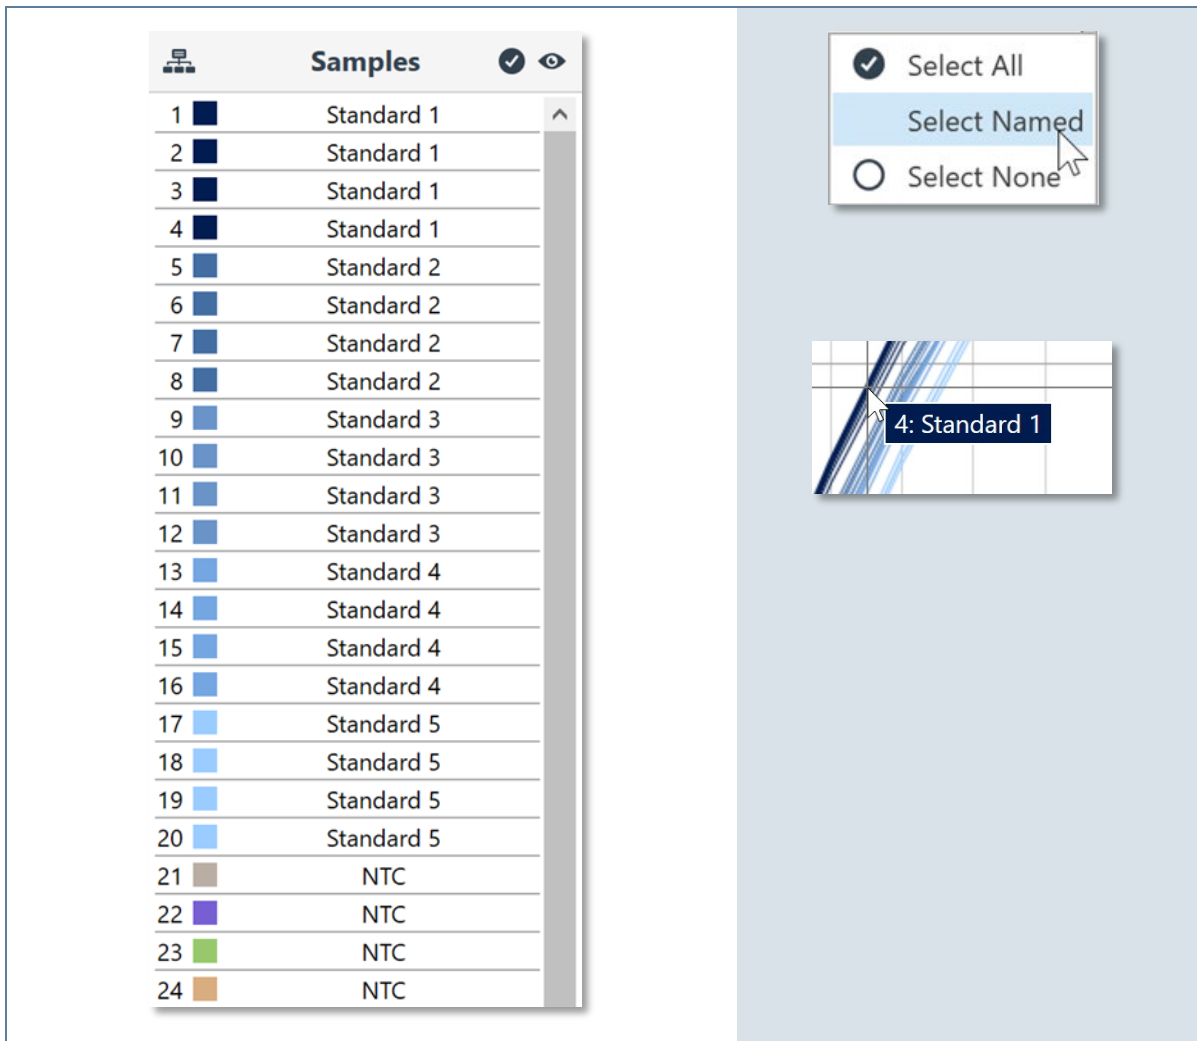 Samples
1 Standard 1
2 Standard 1
3 Standard 1
4 Standard 1
5 Standard 2
6 Standard 2
7 Standard 2
8 Standard 2
9 Standard 3
10 Standard 3
11 Standard 3
12 Standard 3
13 Standard 4
14 Standard 4
15 Standard 4
16 Standard 4
17 Standard 5
18 Standard 5
19 Standard 5
20 Standard 5
21 NTC
22 NTC
23 NTC
24 NTC
Select All
Select Named
Select None
4: Standard 1